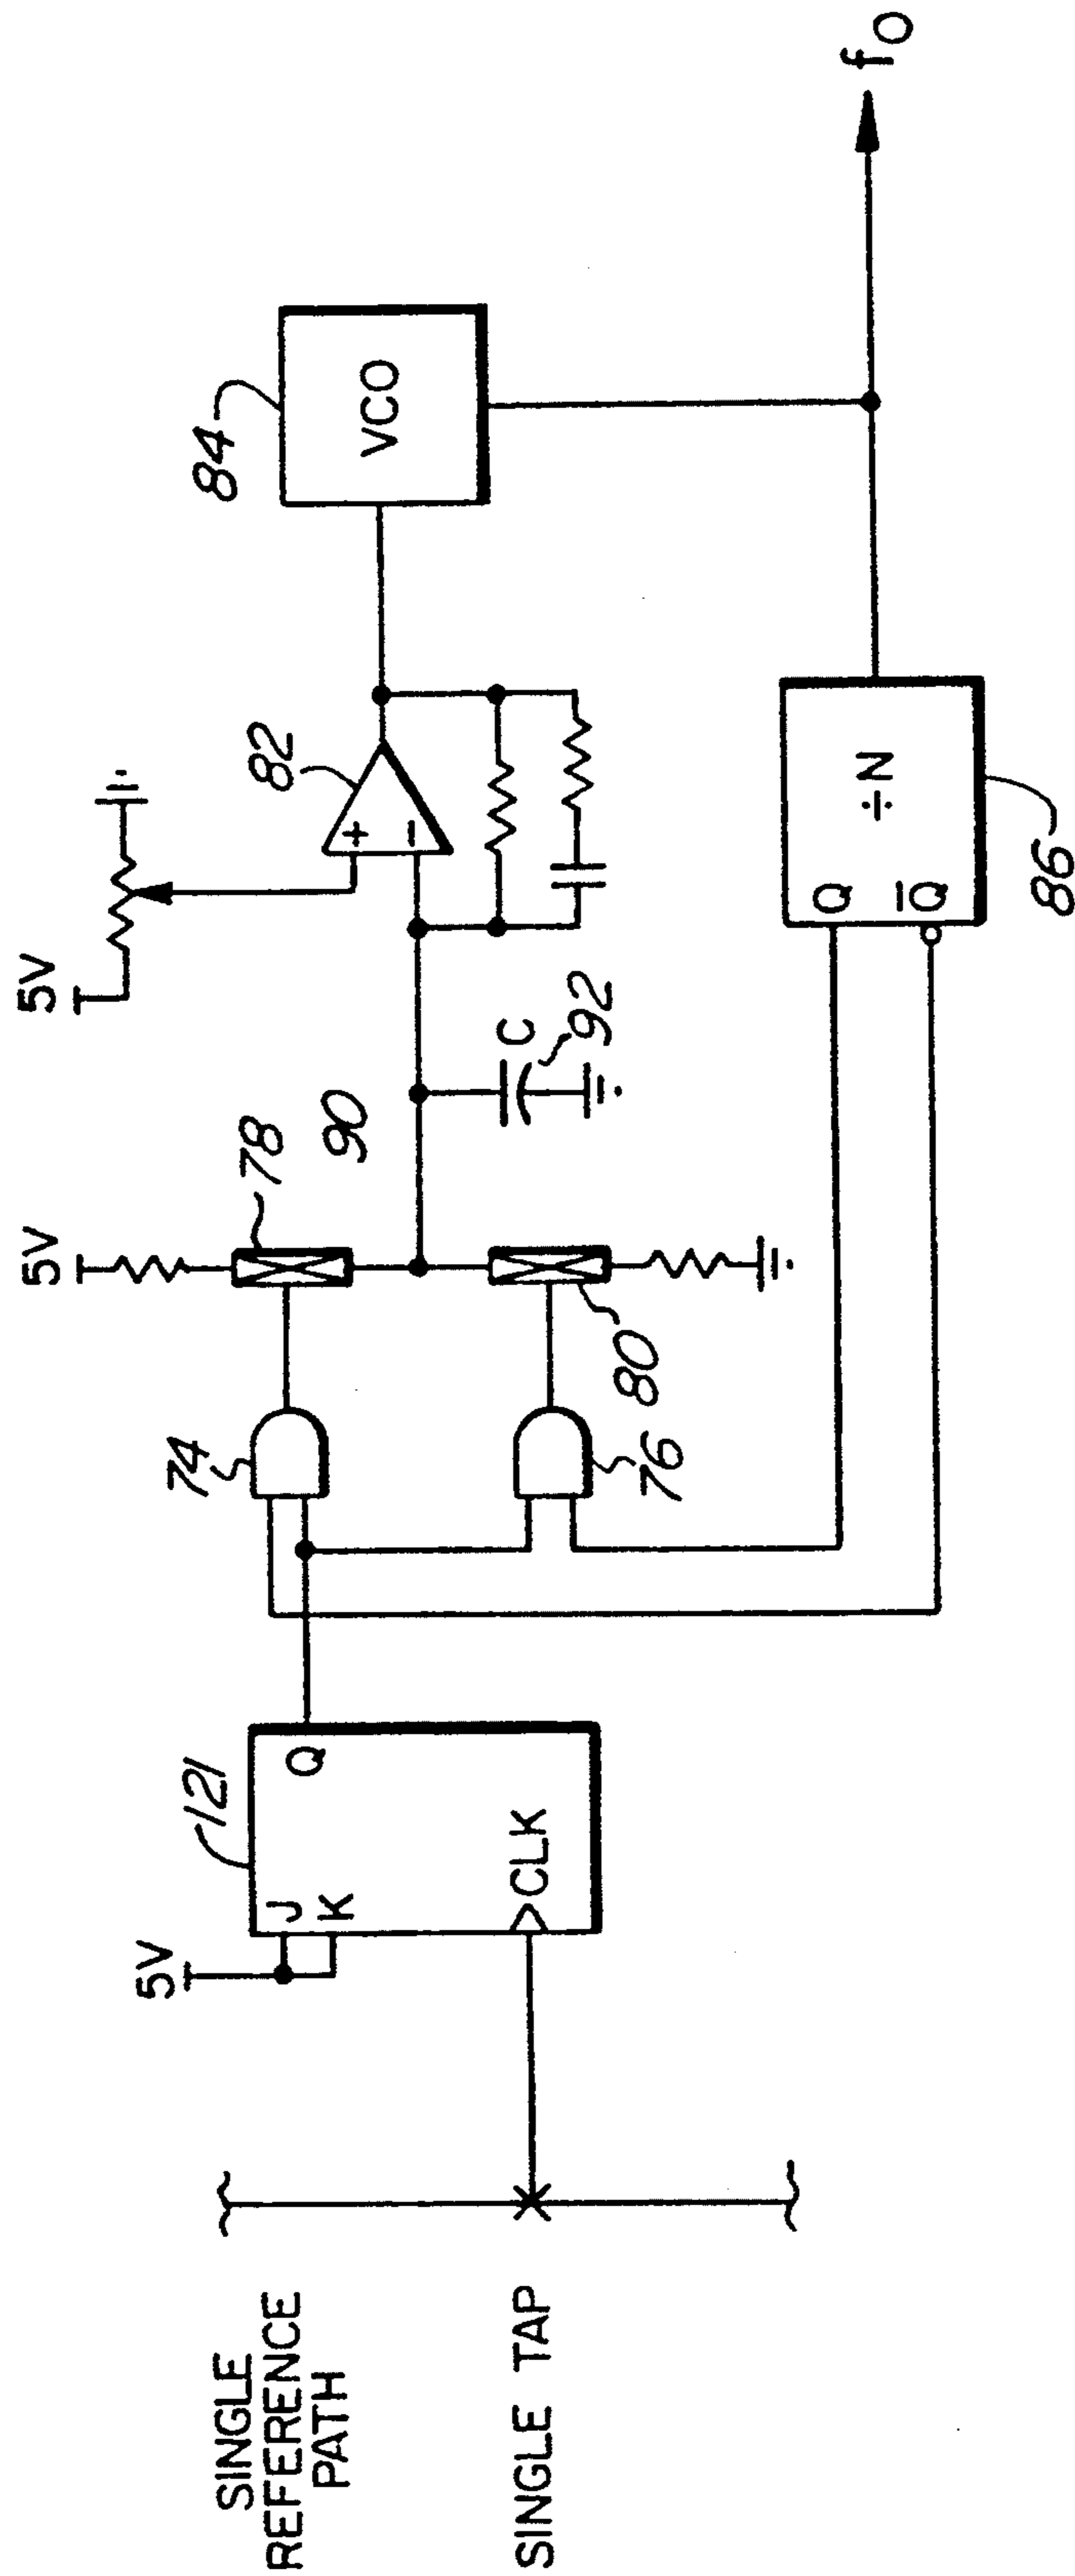 SINGLE
REFERENCE
PATH
SINGLE TAP
5V
121
J
K
Q
CLK
74
76
5V
78
80
90
C
92
5V
82
+
−
84
VCO
÷N
Q
Q̅
86
fO